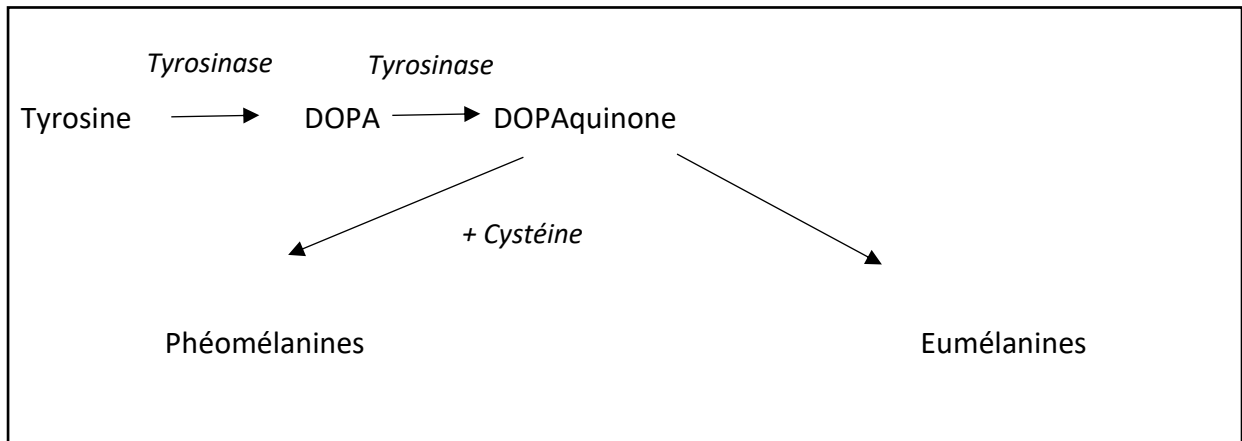 Tyrosinase Tyrosinase
Tyrosine DOPA DOPAquinone
+ Cystéine
Phéomélanines Eumélanines